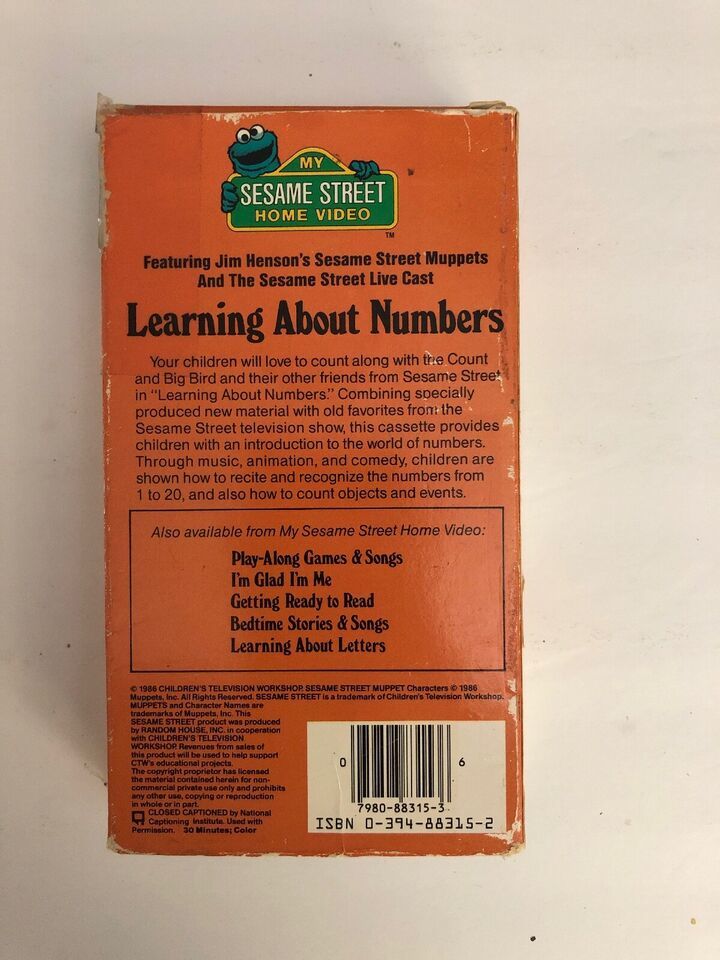 MY
SESAME STREET
HOME VIDEO
TM
Featuring Jim Henson's Sesame Street Muppets
And The Sesame Street Live Cast
Learning About Numbers
Your children will love to count along with the Count
and Big Bird and their other friends from Sesame Street
in "Learning About Numbers." Combining specially
produced new material with old favorites from the
Sesame Street television show, this cassette provides
children with an introduction to the world of numbers.
Through music, animation, and comedy, children are
shown how to recite and recognize the numbers from
1 to 20, and also how to count objects and events.
Also available from My Sesame Street Home Video:
Play-Along Games & Songs
I'm Glad I'm Me
Getting Ready to Read
Bedtime Stories & Songs
Learning About Letters
© 1986 CHILDREN'S TELEVISION WORKSHOP. SESAME STREET MUPPET Characters © 1986
Muppets, Inc. All Rights Reserved. SESAME STREET is a trademark of Children's Television Workshop.
MUPPETS and Character Names are
trademarks of Muppets, Inc. This
SESAME STREET product was produced
by RANDOM HOUSE, INC. in cooperation
with CHILDREN'S TELEVISION
WORKSHOP. Revenues from sales of
this product will be used to help support
CTW's educational projects.
The copyright proprietor has licensed
the material contained herein for non-
commercial private use only and prohibits
any other use, copying or reproduction
in whole or in part.
CLOSED CAPTIONED by National
Captioning Institute. Used with
Permission. 30 Minutes; Color
0 6
7980-88315-3
ISBN 0-394-88315-2